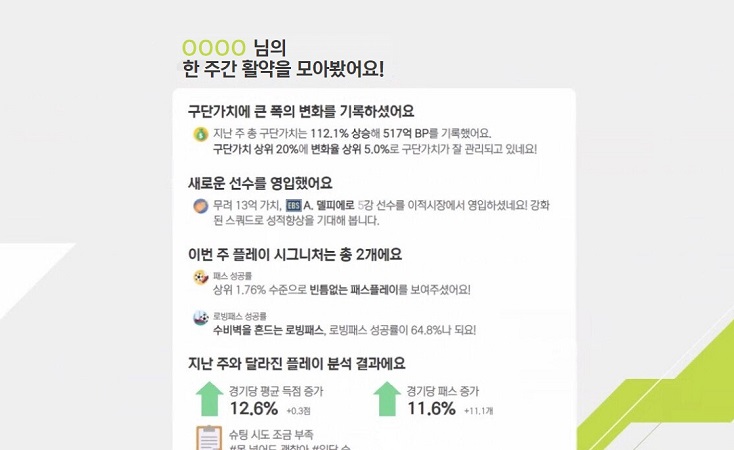 OOOO 님의
한 주간 활약을 모아봤어요!
구단가치에 큰 폭의 변화를 기록하셨어요
지난 주 총 구단가치는 112.1% 상승해 517억 BP를 기록했어요.
구단가치 상위 20%에 변화율 상위 5.0%로 구단가치가 잘 관리되고 있네요!
새로운 선수를 영입했어요
무려 13억 가치, EBS A. 델피에로 5강 선수를 이적시장에서 영입하셨네요! 강화
된 스쿼드로 성적향상을 기대해 봅니다.
이번 주 플레이 시그니처는 총 2개에요
패스 성공률
상위 1.76% 수준으로 빈틈없는 패스플레이를 보여주셨어요!
로빙패스 성공률
수비벽을 흔드는 로빙패스, 로빙패스 성공률이 64.8%나 되요!
지난 주와 달라진 플레이 분석 결과에요
경기당 평균 득점 증가
12.6% +0.3점
경기당 패스 증가
11.6% +11.1개
슈팅 시도 조금 부족